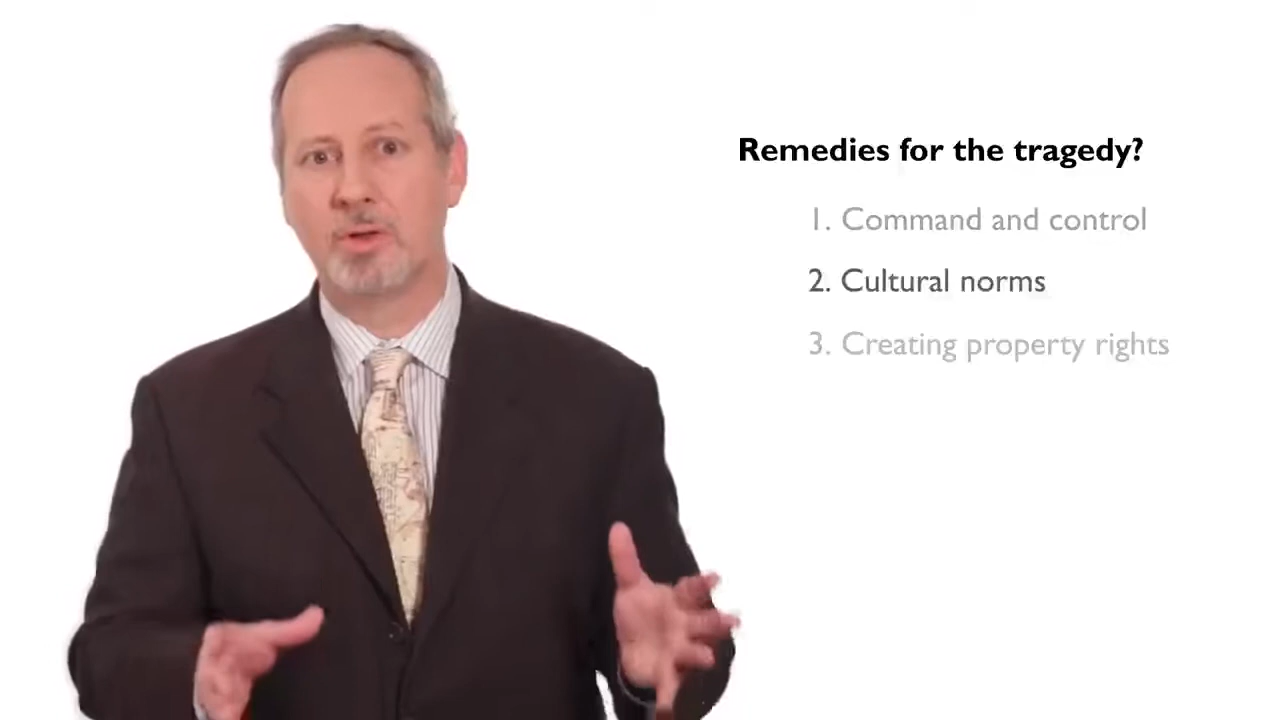 Remedies for the tragedy?
1. Command and control
2. Cultural norms
3. Creating property rights